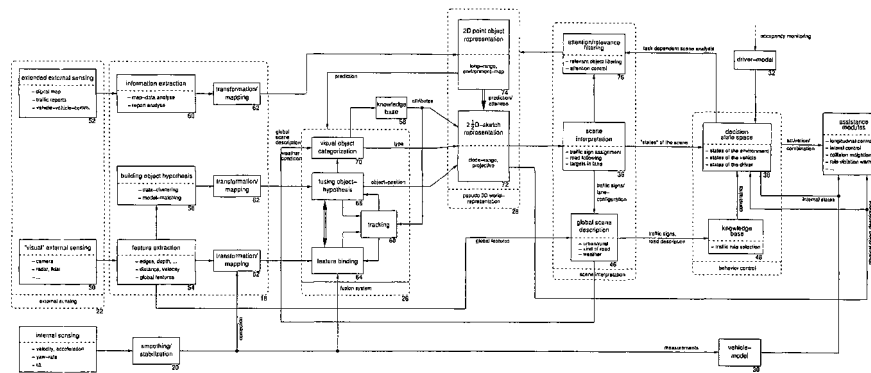 extended external sensing
– digital map
– traffic reports
– vehicle–vehicle–comm.
52
"visual" external sensing
– camera
– radar, lidar
50
external sensing
22
internal sensing
– velocity, acceleration
– yaw–rate
information extraction
– map–data analyse
– report analyse
60
building object hypothesis
– data–clustering
– model–matching
56
feature extraction
– edges, depth, ...
– distance, velocity
– global features
54
16
smoothing/
stabilization
20
transformation/
mapping
62
transformation/
mapping
62
transformation/
mapping
62
prediction
global scene
description/
weather
condition
knowledge
base
58
attributes
visual object
categorization
70
type
fusing object–
hypothesis
66
object–position
tracking
68
feature binding
64
fusion system
26
2D point object
representation
long–range,
environment–map
74
prediction/
2 ½D–sketch
representation
close–range,
projective
72
pseudo 3D world–
representation
28
global features
attention/relevance
filtering
– relevant object filtering
– attention control
76
task dependent scene analysis
scene
interpretation
– traffic sign assignment
– road following
– targets in lane
36
"states" of the scene
traffic signs/
lane–
configuration
global scene
description
– urban/rural
– kind of road
– weather
46
scene interpretation
traffic signs,
road description
occupancy monitoring
driver–model
32
decision
state space
– states of the environment
– states of the vehicle
– states of the driver
38
constraints
knowledge
base
– traffic rule selection
48
behavior control
activation/
combination
internal states
assistance
modules
– longitudinal control
– lateral control
– collision mitigation
measurements
vehicle–
model
30